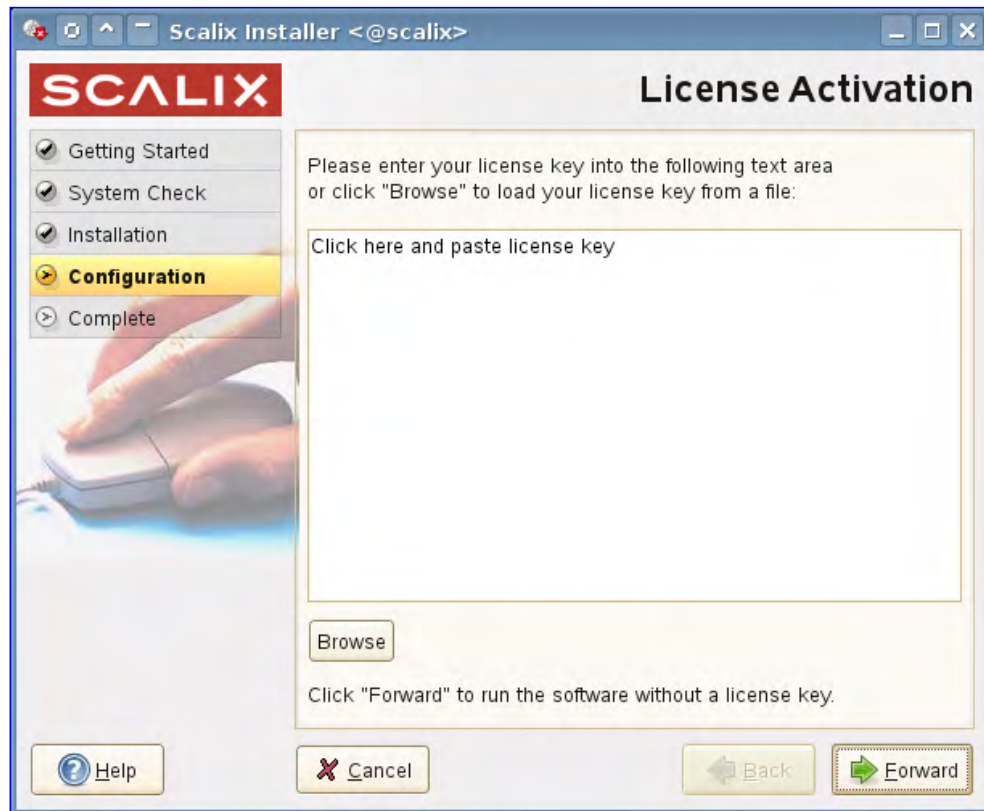 Scalix Installer <@scalix>
SCALIX
License Activation
Getting Started
System Check
Installation
Configuration
Complete
Please enter your license key into the following text area
or click "Browse" to load your license key from a file:
Click here and paste license key
Browse
Click "Forward" to run the software without a license key.
Help
Cancel
Back
Forward